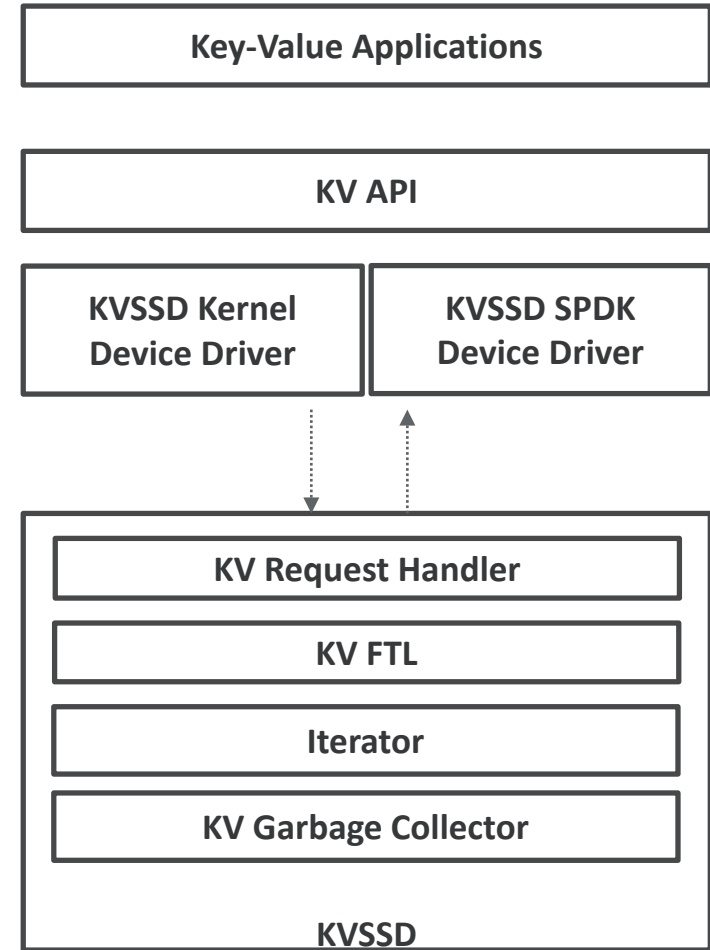 Key-Value Applications
KV API
KVSSD Kernel
Device Driver
KVSSD SPDK
Device Driver
KV Request Handler
KV FTL
Iterator
KV Garbage Collector
KVSSD